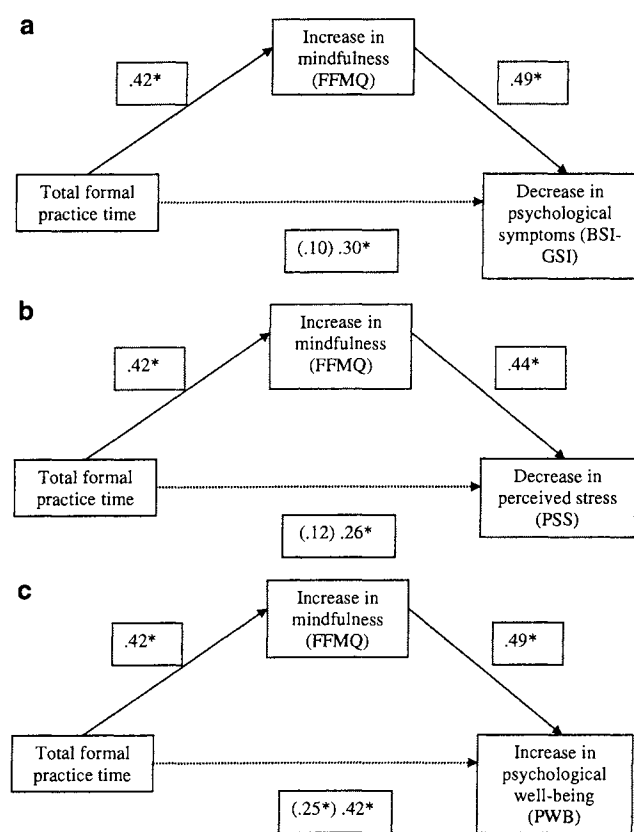 a
Increase in
mindfulness
(FFMQ)
.42*
.49*
Total formal
practice time
Decrease in
psychological
symptoms (BSI-
GSI)
(.10) .30*
b
Increase in
mindfulness
(FFMQ)
.42*
.44*
Total formal
practice time
Decrease in
perceived stress
(PSS)
(.12) .26*
c
Increase in
mindfulness
(FFMQ)
.42*
.49*
Total formal
practice time
Increase in
psychological
well-being
(PWB)
(.25*) .42*